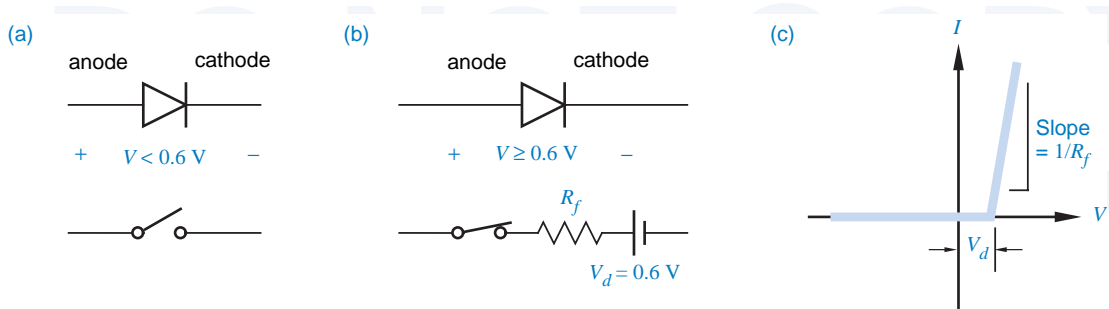 (a)
anode cathode
+ V < 0.6 V −
(b)
anode cathode
+ V ≥ 0.6 V −
R_f
V_d = 0.6 V
(c)
I
Slope
= 1/R_f
V
V_d